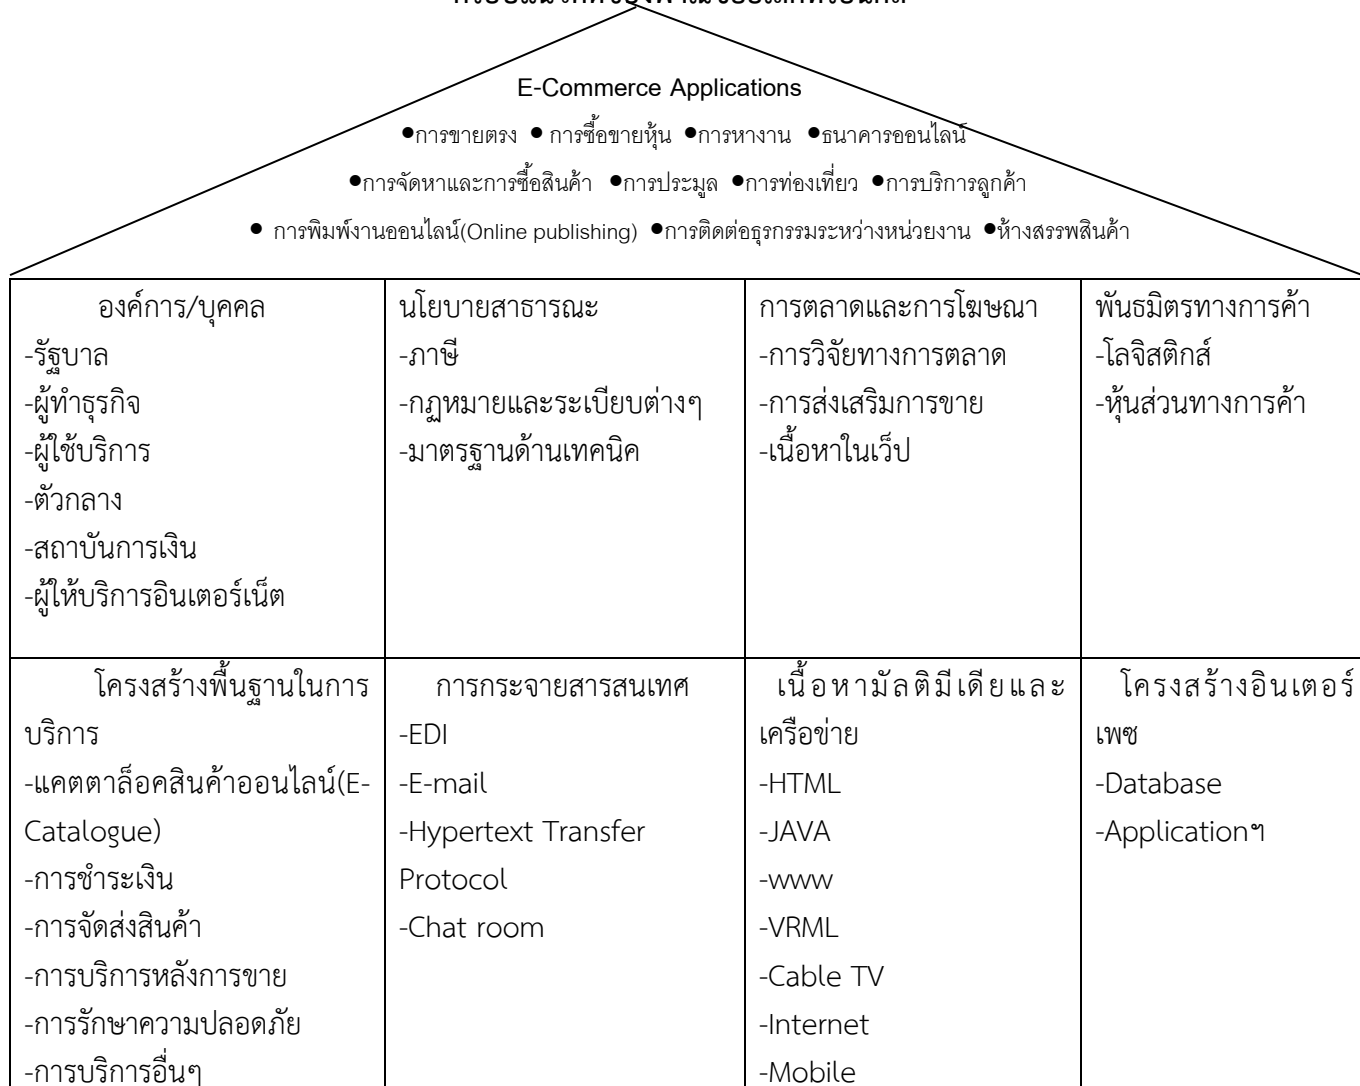 E-Commerce Applications
●การขายตรง ● การซื้อขายหุ้น ●การหางาน ●ธนาคารออนไลน์
●การจัดหาและการซื้อสินค้า ●การประมูล ●การท่องเที่ยว ●การบริการลูกค้า
● การพิมพ์งานออนไลน์(Online publishing) ●การติดต่อธุรกรรมระหว่างหน่วยงาน ●ห้างสรรพสินค้า
องค์การ/บุคคล
-รัฐบาล
-ผู้ทำธุรกิจ
-ผู้ใช้บริการ
-ตัวกลาง
-สถาบันการเงิน
-ผู้ให้บริการอินเตอร์เน็ต
นโยบายสาธารณะ
-ภาษี
-กฎหมายและระเบียบต่างๆ
-มาตรฐานด้านเทคนิค
การตลาดและการโฆษณา
-การวิจัยทางการตลาด
-การส่งเสริมการขาย
-เนื้อหาในเว็ป
พันธมิตรทางการค้า
-โลจิสติกส์
-หุ้นส่วนทางการค้า
โครงสร้างพื้นฐานในการ
บริการ
-แคตตาล็อคสินค้าออนไลน์(E-
Catalogue)
-การชำระเงิน
-การจัดส่งสินค้า
-การบริการหลังการขาย
-การรักษาความปลอดภัย
-การบริการอื่นๆ
การกระจายสารสนเทศ
-EDI
-E-mail
-Hypertext Transfer
Protocol
-Chat room
เนื้อหามัลติมีเดียและ
เครือข่าย
-HTML
-JAVA
-www
-VRML
-Cable TV
-Internet
-Mobile
โครงสร้างอินเตอร์
เพซ
-Database
-Applicationฯ